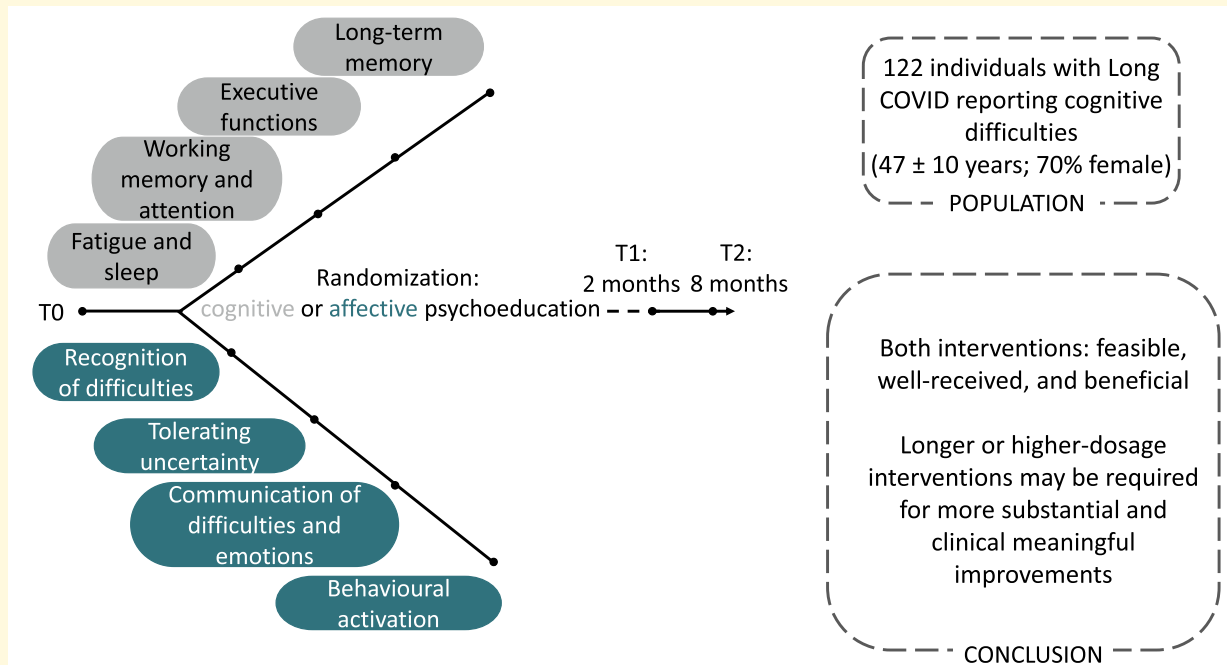 Long-term
memory
Executive
functions
Working
memory and
attention
Fatigue and
sleep
T0
Randomization:
cognitive or affective psychoeducation
T1:
2 months
T2:
8 months
Recognition
of difficulties
Tolerating
uncertainty
Communication of
difficulties and
emotions
Behavioural
activation
122 individuals with Long
COVID reporting cognitive
difficulties
(47 ± 10 years; 70% female)
POPULATION
Both interventions: feasible,
well-received, and beneficial
Longer or higher-dosage
interventions may be required
for more substantial and
clinical meaningful
improvements
CONCLUSION